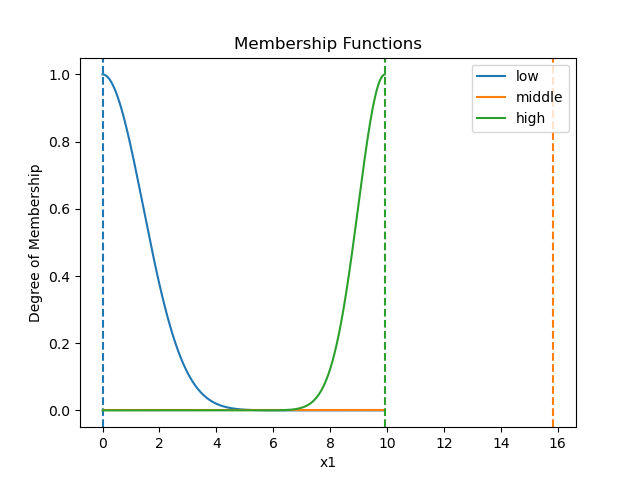 Membership Functions
low
middle
high
Degree of Membership
1.0
0.8
0.6
0.4
0.2
0.0
0 2 4 6 8 10 12 14 16
x1